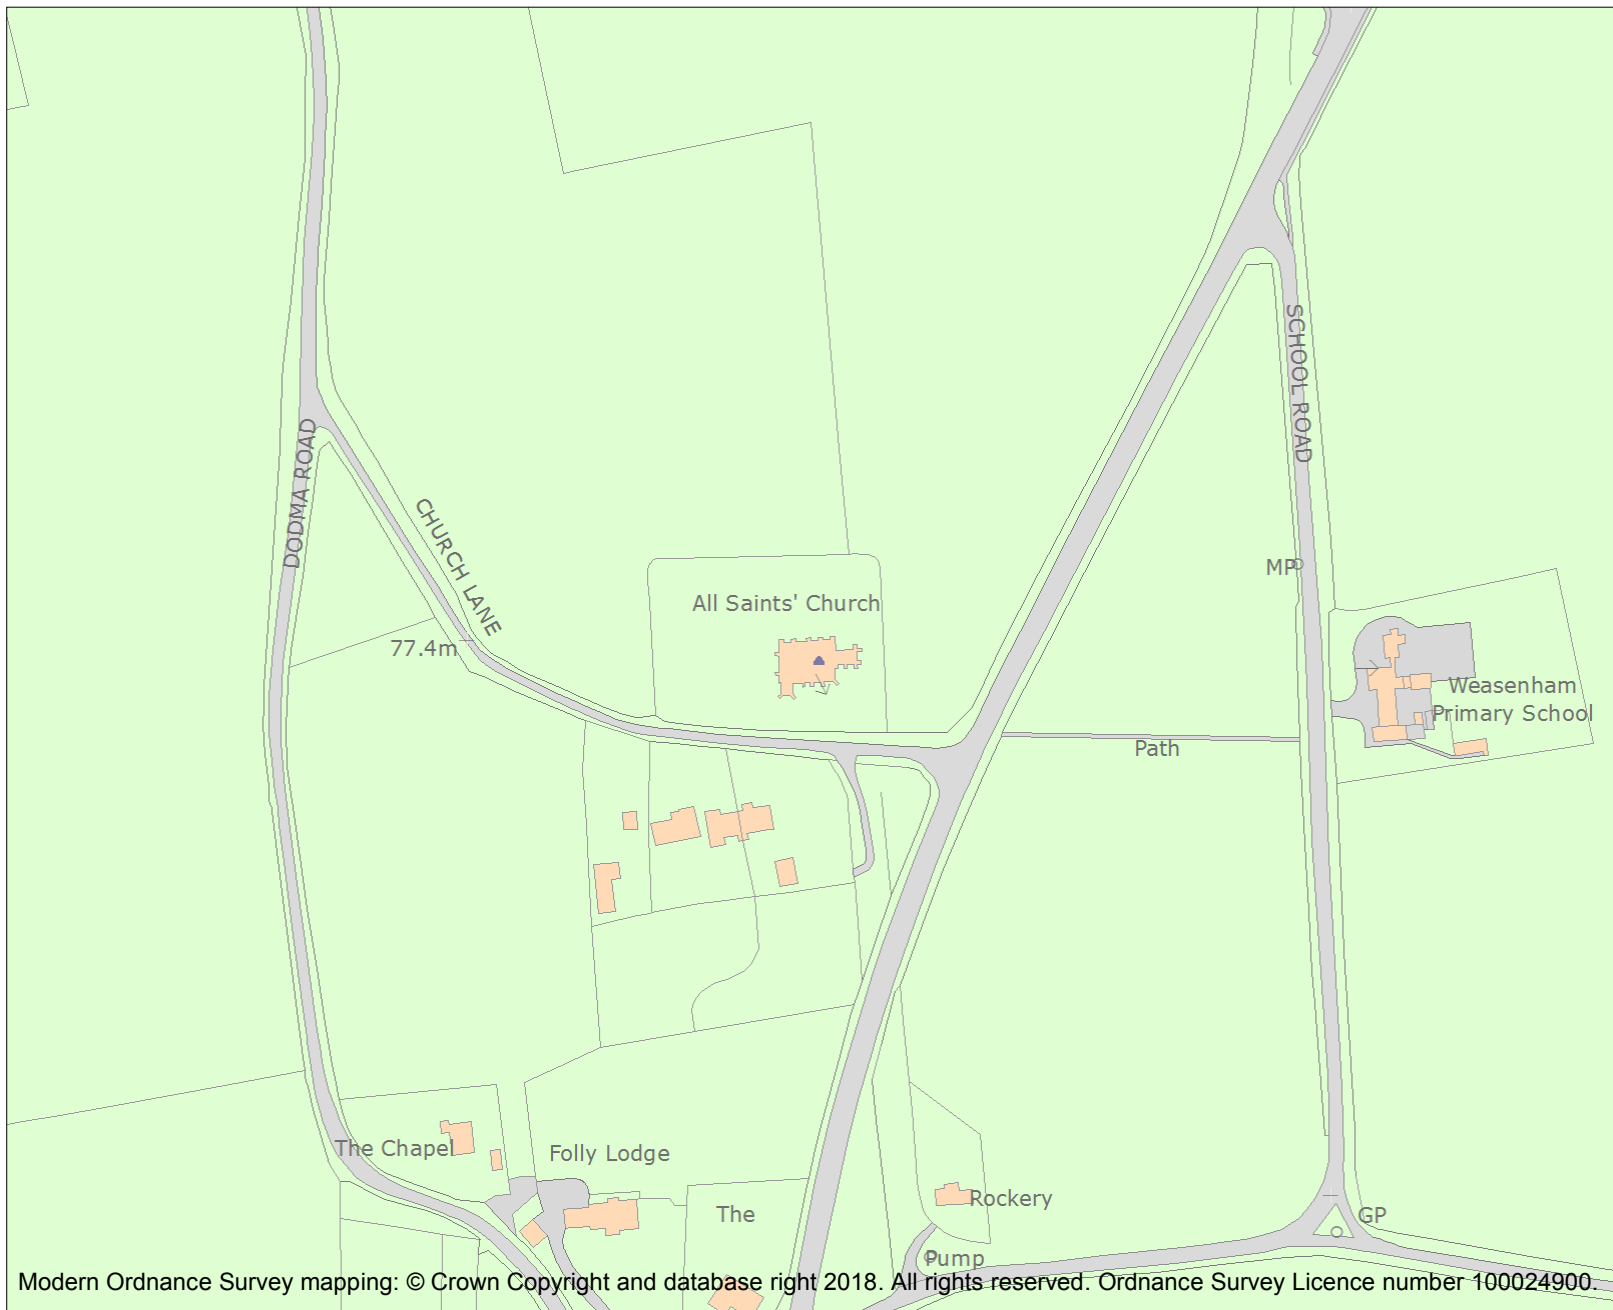 SCHOOL ROAD
DODMA ROAD
CHURCH LANE
MP
All Saints' Church
77.4m
Weasenham
Primary School
Path
The Chapel
Folly Lodge
Rockery
The
GP
Pump
Modern Ordnance Survey mapping: © Crown Copyright and database right 2018. All rights reserved. Ordnance Survey Licence number 100024900.